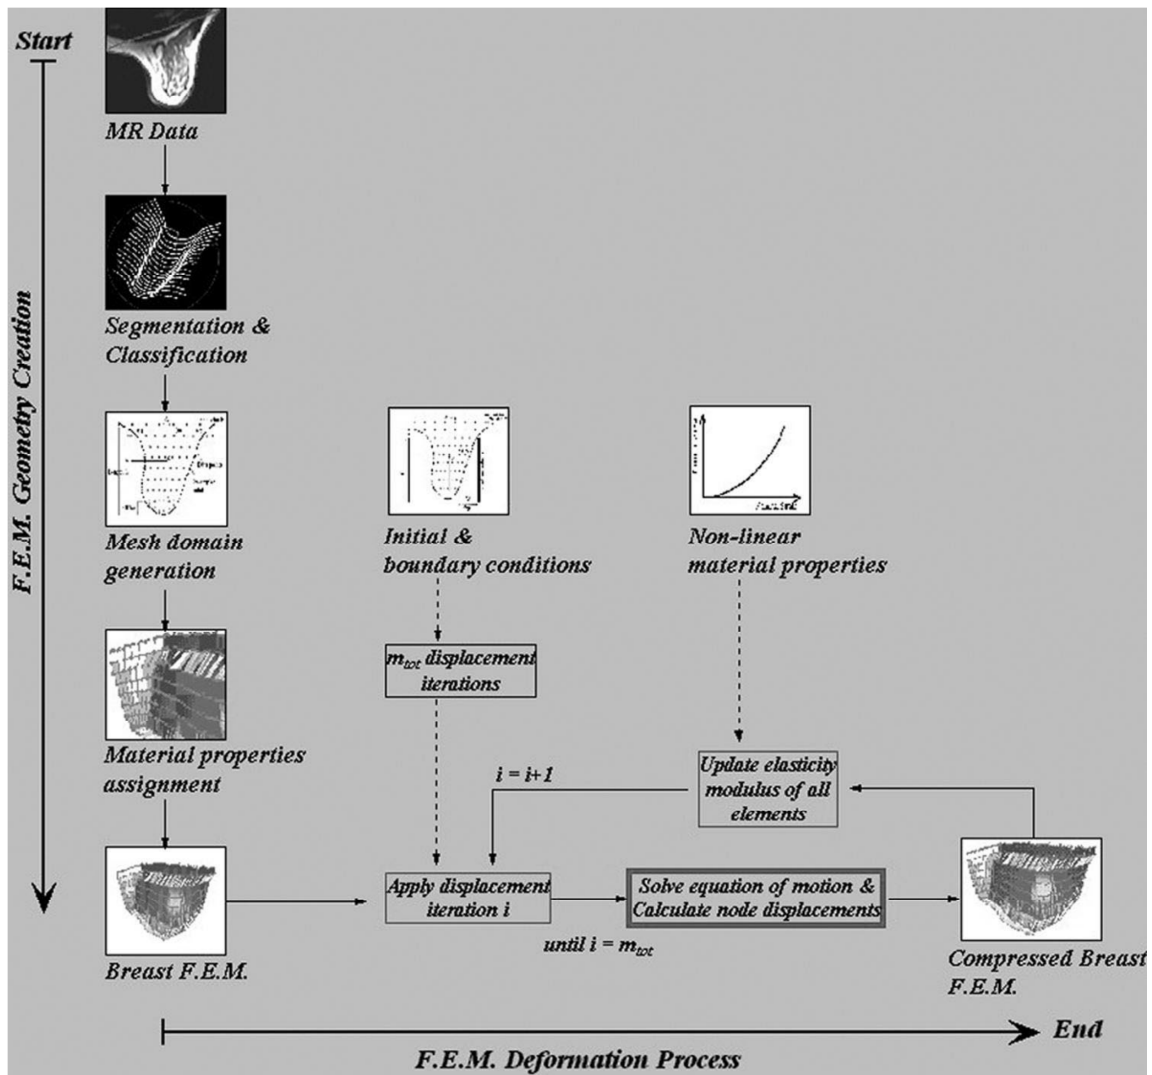 Start
MR Data
Segmentation &
Classification
F.E.M. Geometry Creation
Mesh domain
generation
Initial &
boundary conditions
Non-linear
material properties
m_tot displacement
iterations
Material properties
assignment
i = i+1
Update elasticity
modulus of all
elements
Apply displacement
iteration i
Solve equation of motion &
Calculate node displacements
until i = m_tot
Breast F.E.M.
Compressed Breast
F.E.M.
End
F.E.M. Deformation Process